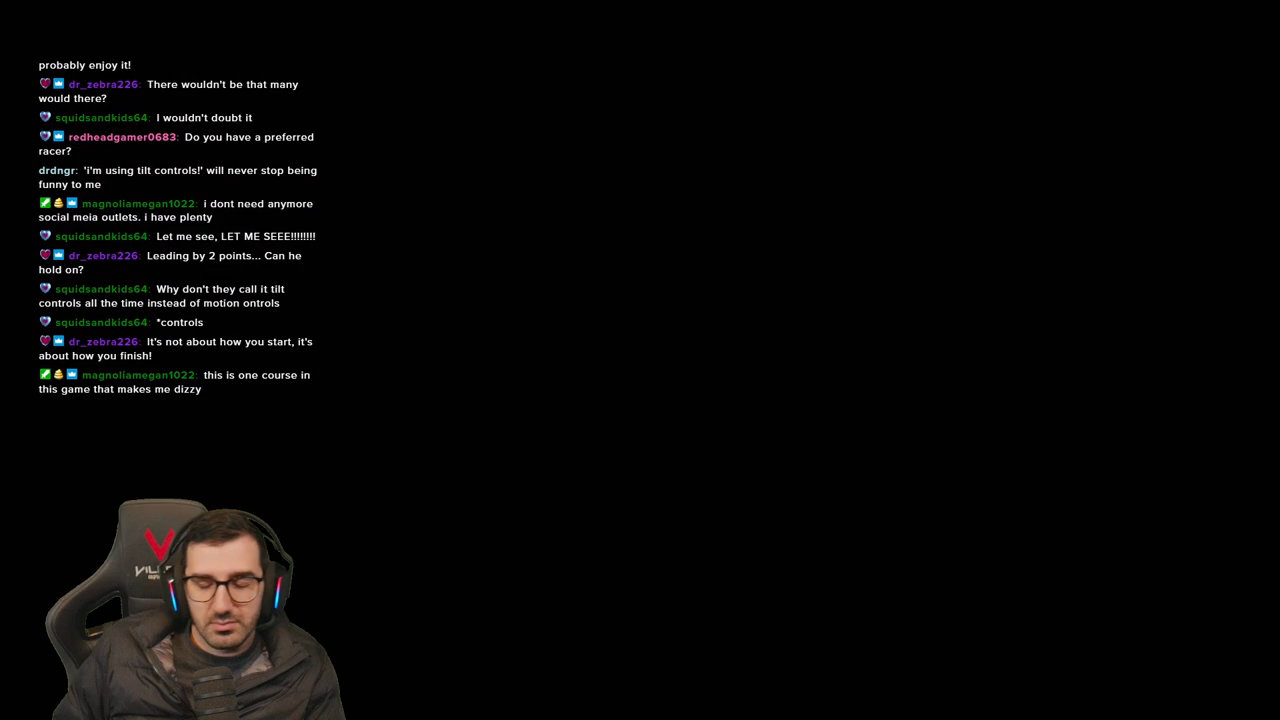 probably enjoy it!
dr_zebra226: There wouldn't be that many
would there?
squidsandkids64: I wouldn't doubt it
redheadgamer0683: Do you have a preferred
racer?
drdngr: 'i'm using tilt controls!' will never stop being
funny to me
magnoliamegan1022: i dont need anymore
social meia outlets. i have plenty
squidsandkids64: Let me see, LET ME SEEE!!!!!!!!
dr_zebra226: Leading by 2 points... Can he
hold on?
squidsandkids64: Why don't they call it tilt
controls all the time instead of motion ontrols
squidsandkids64: *controls
dr_zebra226: It's not about how you start, it's
about how you finish!
magnoliamegan1022: this is one course in
this game that makes me dizzy